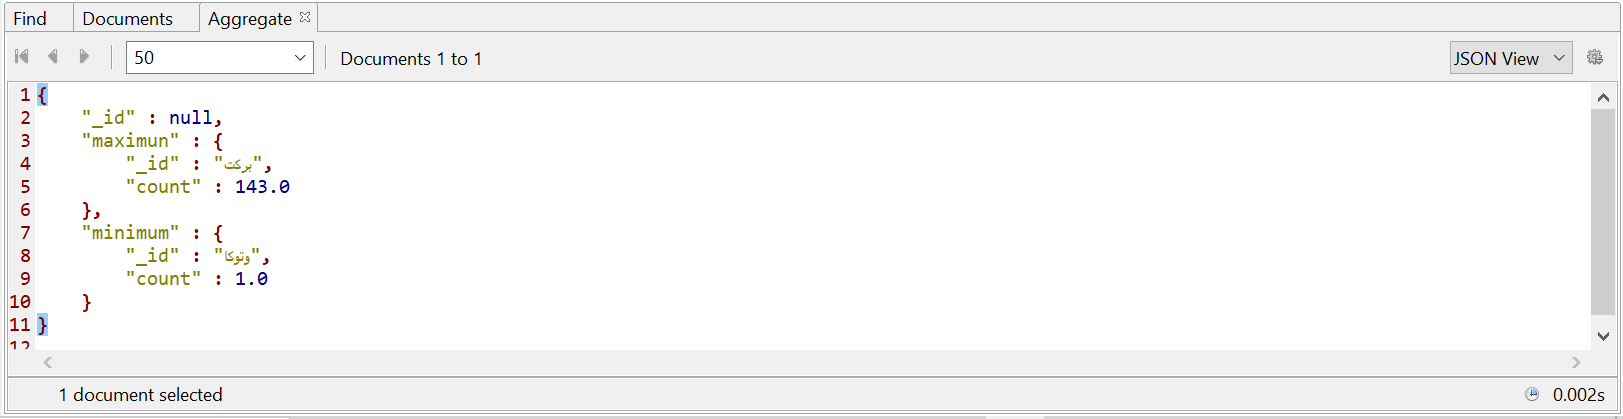 Find Documents Aggregate
50 Documents 1 to 1 JSON View
1 {
2 "_id" : null,
3 "maximun" : {
4 "_id" : "برکت",
5 "count" : 143.0
6 },
7 "minimum" : {
8 "_id" : "وتوکا",
9 "count" : 1.0
10 }
11 }
12
1 document selected 0.002s